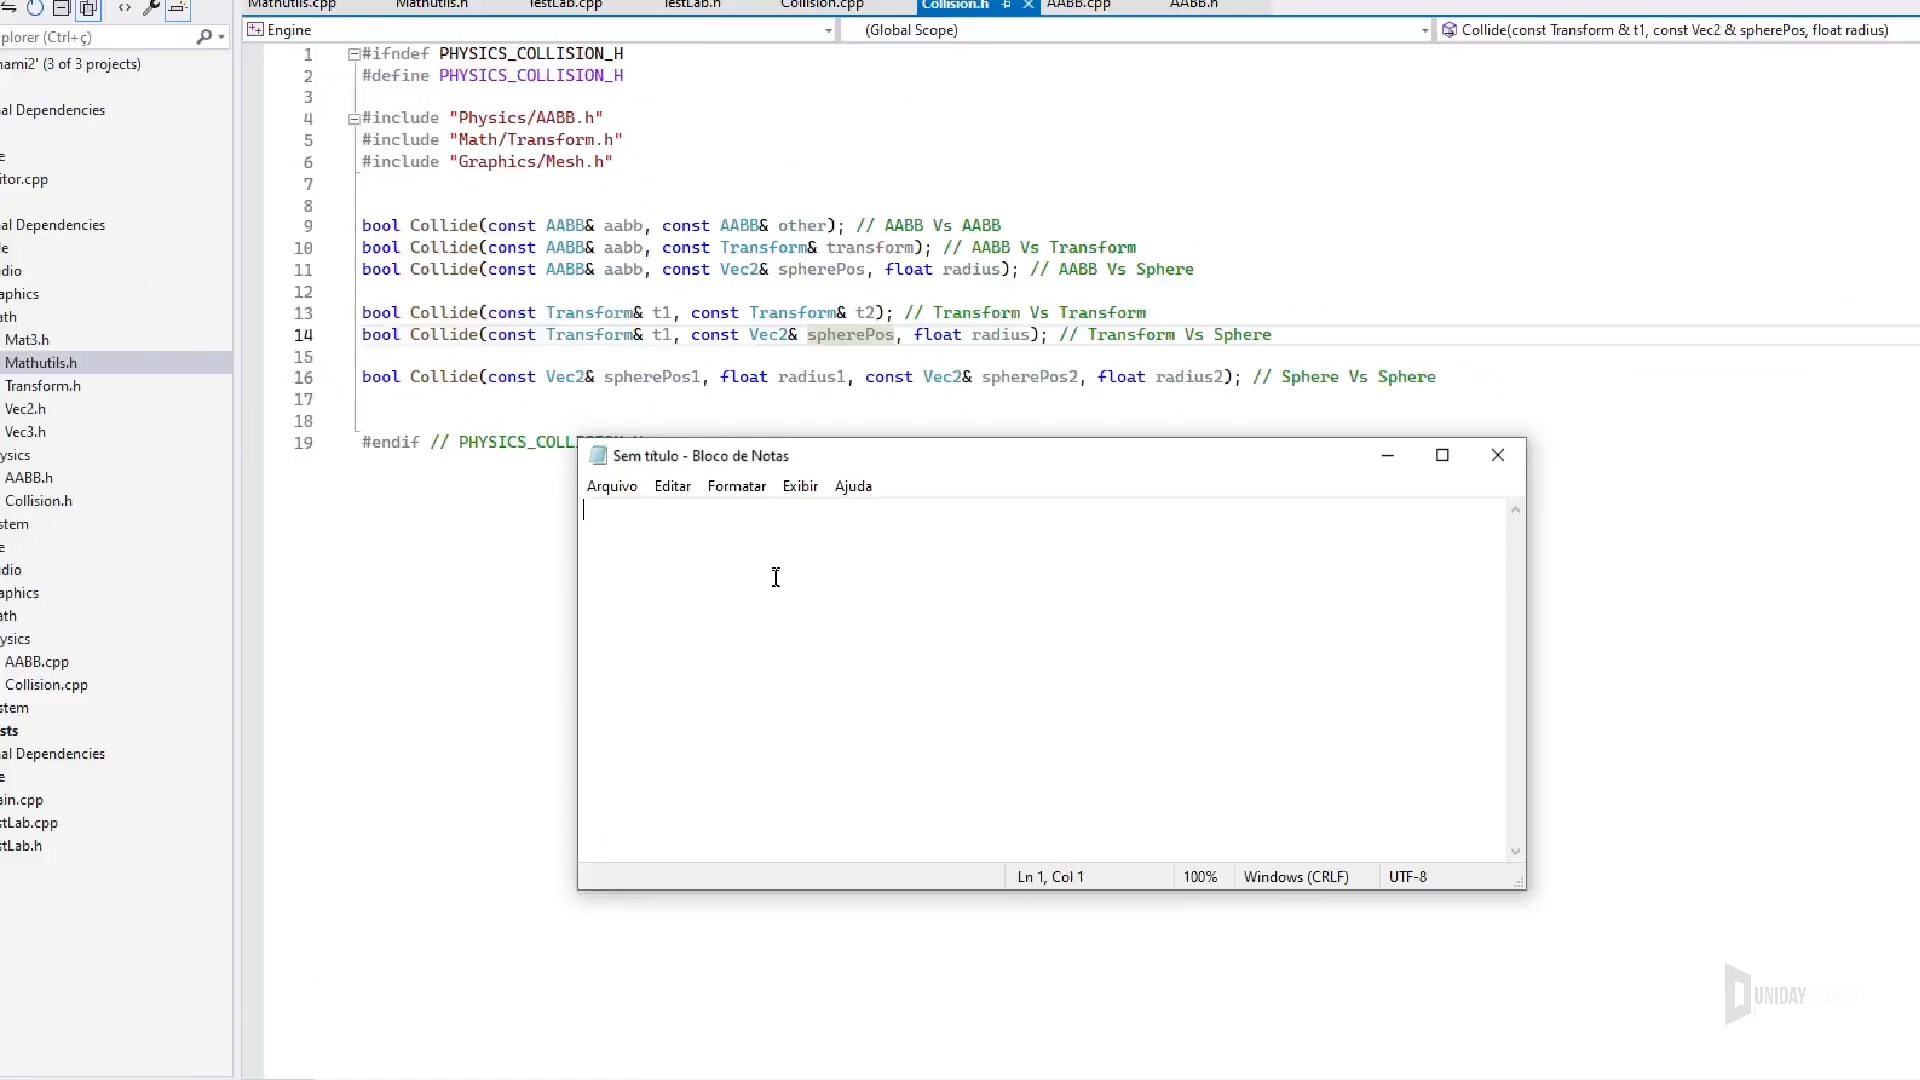 Mathutils.cpp Mathutils.h TestLab.cpp TestLab.h Collision.cpp Collision.h AABB.cpp AABB.h
plorer (Ctrl+ç)
Engine (Global Scope) Collide(const Transform & t1, const Vec2 & spherePos, float radius)
nami2' (3 of 3 projects)
al Dependencies
e
itor.cpp
al Dependencies
le
dio
aphics
ath
Mat3.h
Mathutils.h
Transform.h
Vec2.h
Vec3.h
ysics
AABB.h
Collision.h
stem
e
dio
aphics
ath
ysics
AABB.cpp
Collision.cpp
stem
sts
al Dependencies
e
ain.cpp
stLab.cpp
stLab.h
1 #ifndef PHYSICS_COLLISION_H
2 #define PHYSICS_COLLISION_H
3
4 #include "Physics/AABB.h"
5 #include "Math/Transform.h"
6 #include "Graphics/Mesh.h"
7
8
9 bool Collide(const AABB& aabb, const AABB& other); // AABB Vs AABB
10 bool Collide(const AABB& aabb, const Transform& transform); // AABB Vs Transform
11 bool Collide(const AABB& aabb, const Vec2& spherePos, float radius); // AABB Vs Sphere
12
13 bool Collide(const Transform& t1, const Transform& t2); // Transform Vs Transform
14 bool Collide(const Transform& t1, const Vec2& spherePos, float radius); // Transform Vs Sphere
15
16 bool Collide(const Vec2& spherePos1, float radius1, const Vec2& spherePos2, float radius2); // Sphere Vs Sphere
17
18
19 #endif // PHYSICS_COLL
Sem título - Bloco de Notas
Arquivo Editar Formatar Exibir Ajuda
Ln 1, Col 1 100% Windows (CRLF) UTF-8
UNIDAY